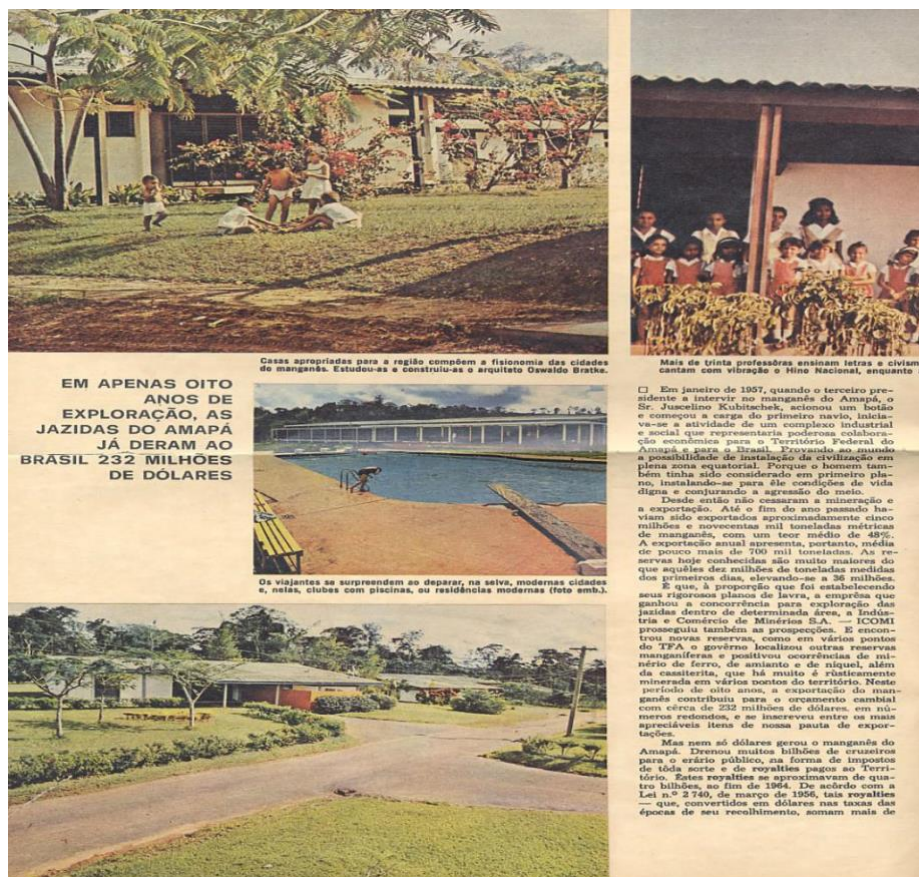 Casas apropriadas para a região compõem a fisionomia das cidades
do manganês. Estudou-as e construiu-as o arquiteto Oswaldo Bratke.
Mais de trinta professôras ensinam letras e civism
cantam com vibração o Hino Nacional, enquanto
EM APENAS OITO
ANOS DE
EXPLORAÇÃO, AS
JAZIDAS DO AMAPÁ
JÁ DERAM AO
BRASIL 232 MILHÕES
DE DÓLARES
Os viajantes se surpreendem ao deparar, na selva, modernas cidades
e, nelas, clubes com piscinas, ou residências modernas (foto emb.).
Em janeiro de 1957, quando o terceiro pre-
sidente a intervir no manganês do Amapá, o
Sr. Juscelino Kubitschek, acionou um botão
e começou a carga do primeiro navio, inicia-
va-se a atividade de um complexo industrial
e social que representaria poderosa colabora-
ção econômica para o Território Federal do
Amapá e para o Brasil. Provando ao mundo
a possibilidade de instalação da civilização em
plena zona equatorial. Porque o homem tam-
bém tinha sido considerado em primeiro pla-
no, instalando-se para êle condições de vida
digna e conjurando a agressão do meio.
Desde então não cessaram a mineração e
a exportação. Até o fim do ano passado ha-
viam sido exportados aproximadamente cinco
milhões e novecentas mil toneladas métricas
de manganês, com um teor médio de 48%.
A exportação anual apresenta, portanto, média
de pouco mais de 700 mil toneladas. As re-
servas hoje conhecidas são muito maiores do
que aquêles dez milhões de toneladas medidas
dos primeiros dias, elevando-se a 36 milhões.
É que, à proporção que foi estabelecendo
seus rigorosos planos de lavra, a emprêsa que
ganhou a concorrência para exploração das
jazidas dentro de determinada área, a Indús-
tria e Comércio de Minérios S.A. — ICOMI
prosseguiu também as prospecções. E encon-
trou novas reservas, como em vários pontos
do TFA o govêrno localizou outras reservas
manganíferas e positivou ocorrências de mi-
nério de ferro, de amianto e de níquel, além
da cassiterita, que há muito é rùsticamente
minerada em vários pontos do território. Neste
período de oito anos, a exportação do man-
ganês contribuiu para o orçamento cambial
com cêrca de 232 milhões de dólares, em nú-
meros redondos, e se inscreveu entre os mais
apreciáveis itens de nossa pauta de expor-
tações.
Mas nem só dólares gerou o manganês do
Amapá. Drenou muitos bilhões de cruzeiros
para o erário público, na forma de impostos
de tôda sorte e de royalties pagos ao Terri-
tório. Êstes royalties se aproximavam de qua-
tro bilhões, ao fim de 1964. De acôrdo com a
Lei n.º 2 740, de março de 1956, tais royalties
— que, convertidos em dólares nas taxas das
épocas de seu recolhimento, somam mais de